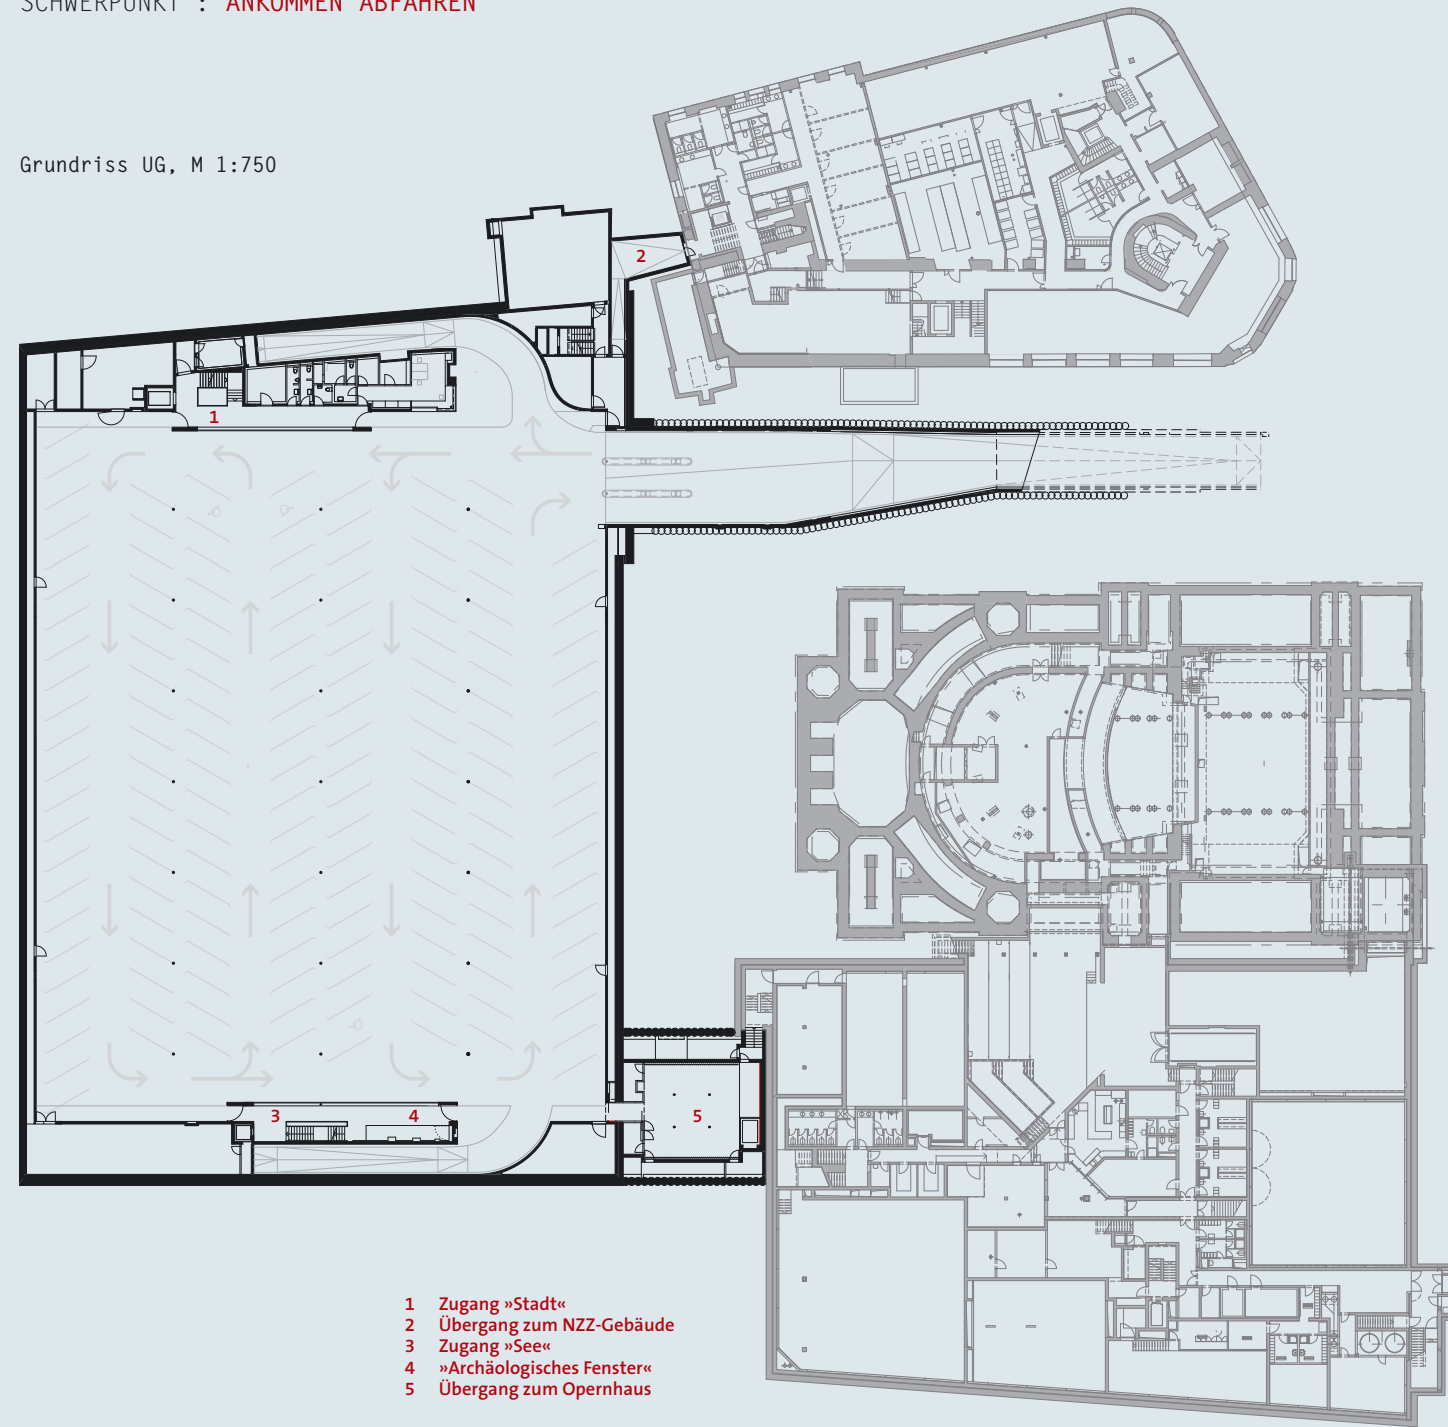 SCHWERPUNKT : ANKOMMEN ABFAHREN
Grundriss UG, M 1:750
2
1
3
4
5
1 Zugang »Stadt«
2 Übergang zum NZZ-Gebäude
3 Zugang »See«
4 »Archäologisches Fenster«
5 Übergang zum Opernhaus